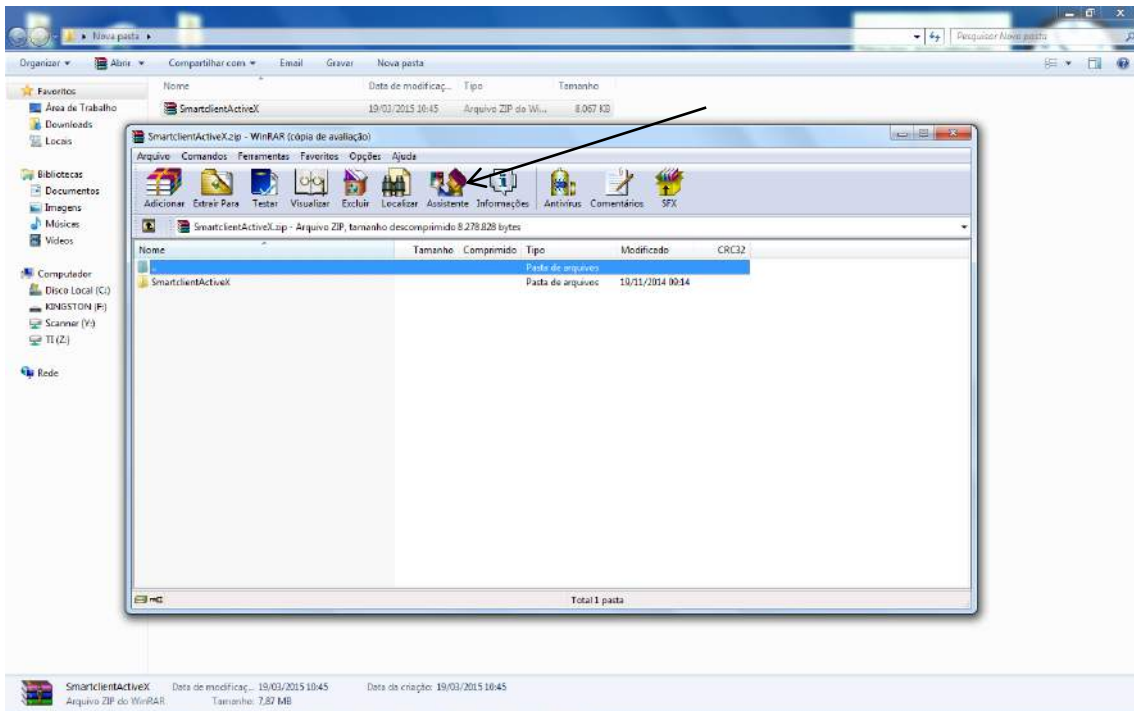 Nova pasta
Pesquisar Nova pasta
Organizar Abrir Compartilhar com Email Gravar Nova pasta
Favoritos
Área de Trabalho
Downloads
Locais
Bibliotecas
Documentos
Imagens
Músicas
Vídeos
Computador
Disco Local (C:)
KINGSTON (F:)
Scanner (Y:)
TI (Z:)
Rede
Nome Data de modificaç... Tipo Tamanho
SmartclientActiveX 19/03/2015 10:45 Arquivo ZIP do Wi... 8.067 KB
SmartclientActiveX.zip - WinRAR (cópia de avaliação)
Arquivo Comandos Ferramentas Favoritos Opções Ajuda
Adicionar Extrair Para Testar Visualizar Excluir Localizar Assistente Informações Antivírus Comentários SFX
SmartclientActiveX.zip - Arquivo ZIP, tamanho descomprimido 8.278.828 bytes
Nome Tamanho Comprimido Tipo Modificado CRC32
.. Pasta de arquivos
SmartclientActiveX Pasta de arquivos 19/11/2014 09:14
Total 1 pasta
SmartclientActiveX Data de modificaç... 19/03/2015 10:45 Data da criação: 19/03/2015 10:45
Arquivo ZIP do WinRAR Tamanho: 7,87 MB